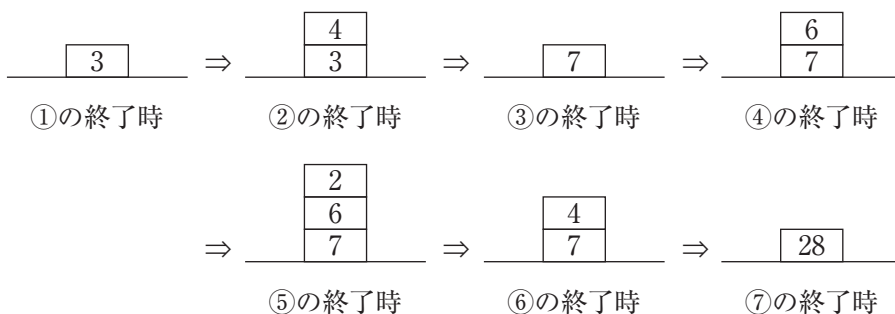 3 ⇒ 4 3 ⇒ 7 ⇒ 6 7
①の終了時 ②の終了時 ③の終了時 ④の終了時
⇒ 2 6 7 ⇒ 4 7 ⇒ 28
⑤の終了時 ⑥の終了時 ⑦の終了時